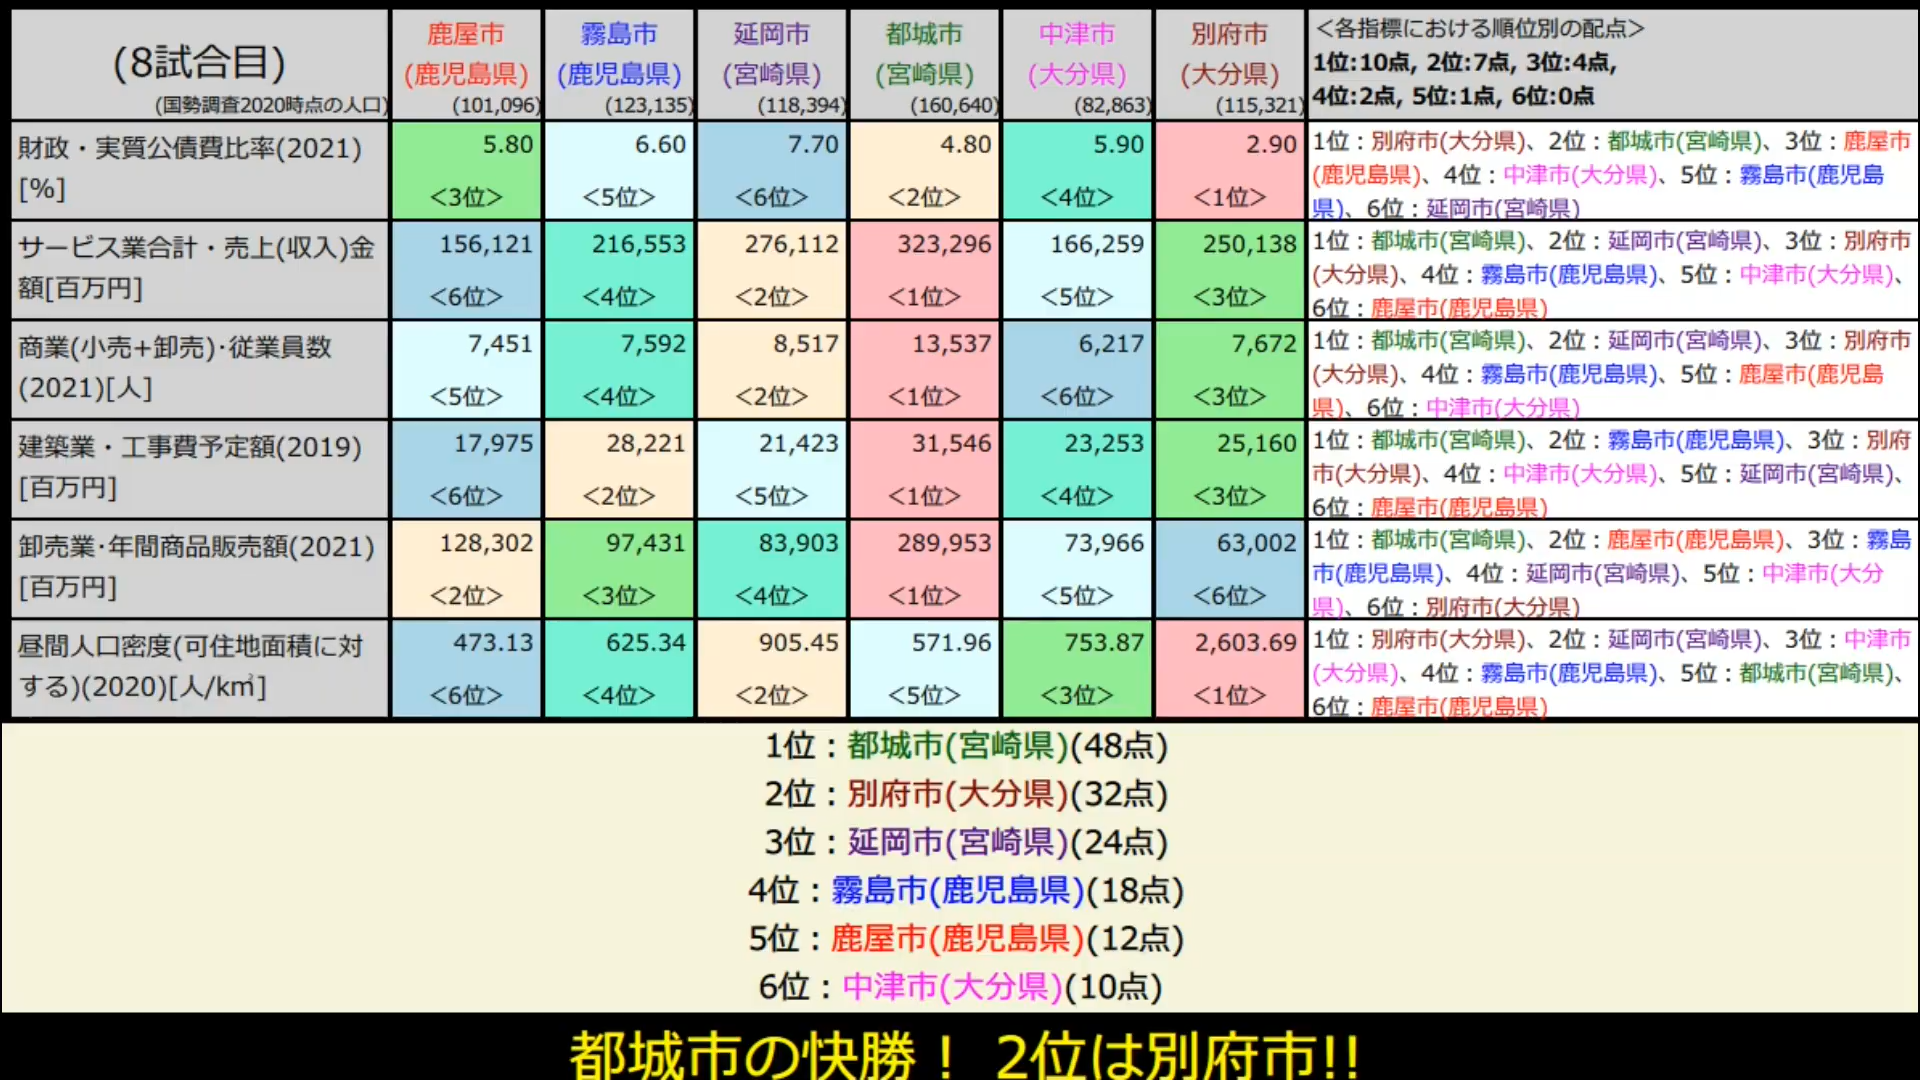 (8試合目)
(国勢調査2020時点の人口)
鹿屋市
(鹿児島県)
(101,096)
霧島市
(鹿児島県)
(123,135)
延岡市
(宮崎県)
(118,394)
都城市
(宮崎県)
(160,640)
中津市
(大分県)
(82,863)
別府市
(大分県)
(115,321)
＜各指標における順位別の配点＞
1位:10点, 2位:7点, 3位:4点,
4位:2点, 5位:1点, 6位:0点
財政・実質公債費比率(2021)
[%]
5.80
<3位>
6.60
<5位>
7.70
<6位>
4.80
<2位>
5.90
<4位>
2.90
<1位>
1位：別府市(大分県)、2位：都城市(宮崎県)、3位：鹿屋市
(鹿児島県)、4位：中津市(大分県)、5位：霧島市(鹿児島
県)、6位：延岡市(宮崎県)
サービス業合計・売上(収入)金
額[百万円]
156,121
<6位>
216,553
<4位>
276,112
<2位>
323,296
<1位>
166,259
<5位>
250,138
<3位>
1位：都城市(宮崎県)、2位：延岡市(宮崎県)、3位：別府市
(大分県)、4位：霧島市(鹿児島県)、5位：中津市(大分県)、
6位：鹿屋市(鹿児島県)
商業(小売+卸売)･従業員数
(2021)[人]
7,451
<5位>
7,592
<4位>
8,517
<2位>
13,537
<1位>
6,217
<6位>
7,672
<3位>
1位：都城市(宮崎県)、2位：延岡市(宮崎県)、3位：別府市
(大分県)、4位：霧島市(鹿児島県)、5位：鹿屋市(鹿児島
県)、6位：中津市(大分県)
建築業・工事費予定額(2019)
[百万円]
17,975
<6位>
28,221
<2位>
21,423
<5位>
31,546
<1位>
23,253
<4位>
25,160
<3位>
1位：都城市(宮崎県)、2位：霧島市(鹿児島県)、3位：別府
市(大分県)、4位：中津市(大分県)、5位：延岡市(宮崎県)、
6位：鹿屋市(鹿児島県)
卸売業･年間商品販売額(2021)
[百万円]
128,302
<2位>
97,431
<3位>
83,903
<4位>
289,953
<1位>
73,966
<5位>
63,002
<6位>
1位：都城市(宮崎県)、2位：鹿屋市(鹿児島県)、3位：霧島
市(鹿児島県)、4位：延岡市(宮崎県)、5位：中津市(大分
県)、6位：別府市(大分県)
昼間人口密度(可住地面積に対
する)(2020)[人/k㎡]
473.13
<6位>
625.34
<4位>
905.45
<2位>
571.96
<5位>
753.87
<3位>
2,603.69
<1位>
1位：別府市(大分県)、2位：延岡市(宮崎県)、3位：中津市
(大分県)、4位：霧島市(鹿児島県)、5位：都城市(宮崎県)、
6位：鹿屋市(鹿児島県)
1位：都城市(宮崎県)(48点)
2位：別府市(大分県)(32点)
3位：延岡市(宮崎県)(24点)
4位：霧島市(鹿児島県)(18点)
5位：鹿屋市(鹿児島県)(12点)
6位：中津市(大分県)(10点)
都城市の快勝！ 2位は別府市!!